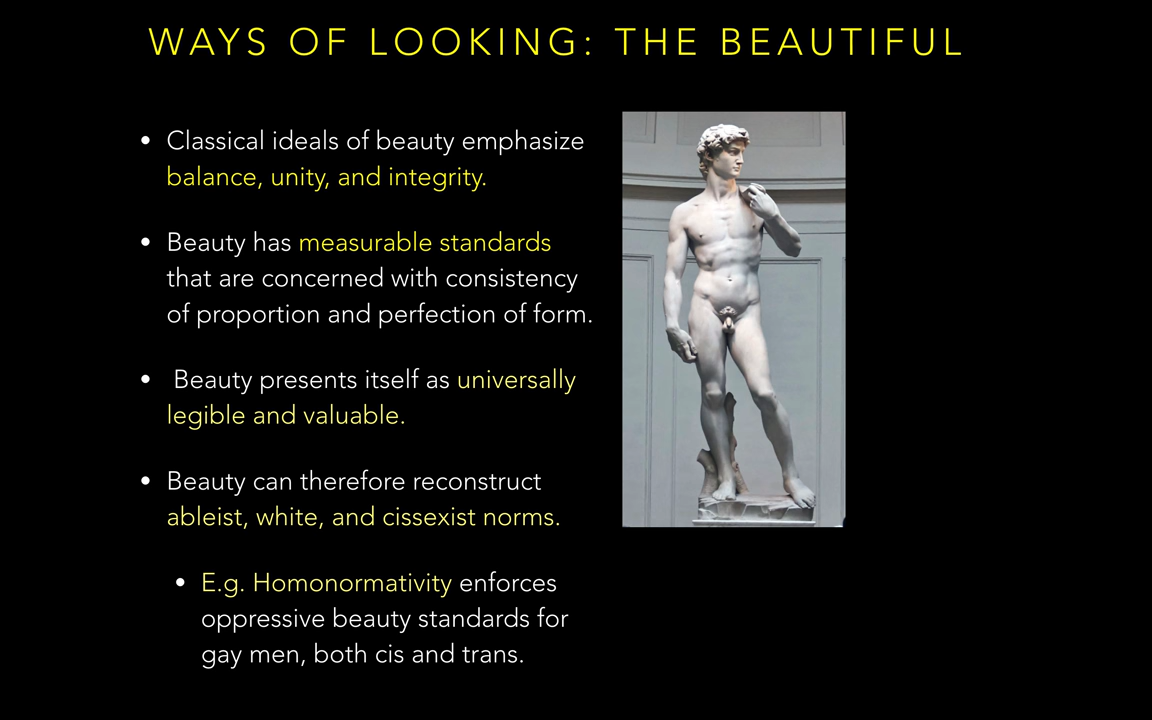 WAYS OF LOOKING: THE BEAUTIFUL
• Classical ideals of beauty emphasize
balance, unity, and integrity.
• Beauty has measurable standards
that are concerned with consistency
of proportion and perfection of form.
• Beauty presents itself as universally
legible and valuable.
• Beauty can therefore reconstruct
ableist, white, and cissexist norms.
• E.g. Homonormativity enforces
oppressive beauty standards for
gay men, both cis and trans.